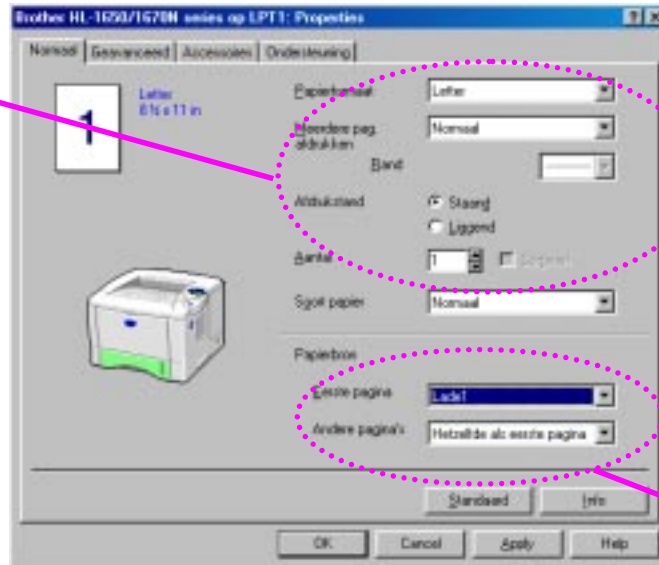 Brother HL-1650/1670N series op LPT1: Properties
Normaal Geavanceerd Accessoires Ondersteuning
1
Letter
8½ x 11 in
Papierformaat Letter
Meerdere pag. afdrukken Normaal
Rand
Afdrukstand Staand
Liggend
Aantal 1
Soort papier Normaal
Papierbron
Eerste pagina Lade1
Andere pagina's Hetzelfde als eerste pagina
Standaard Info
OK Cancel Apply Help